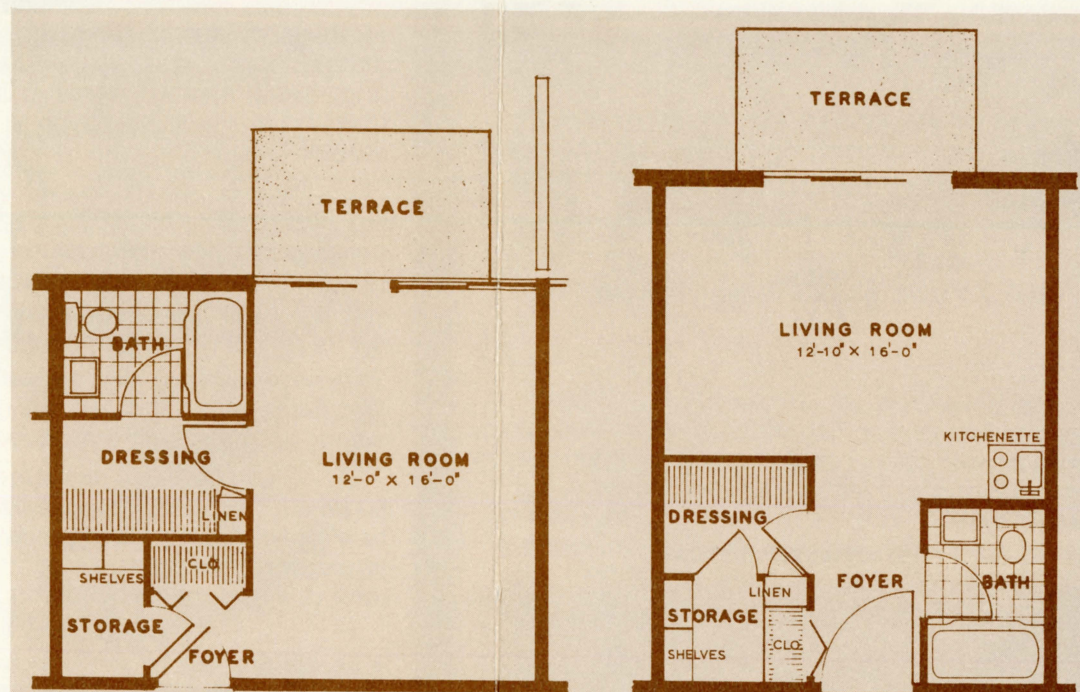 TERRACE
BATH
DRESSING
LIVING ROOM
12'-0" X 16'-0"
LINEN
SHELVES
CLO
STORAGE
FOYER
TERRACE
LIVING ROOM
12'-10" X 16'-0"
KITCHENETTE
DRESSING
FOYER
BATH
LINEN
STORAGE
SHELVES
CLO.